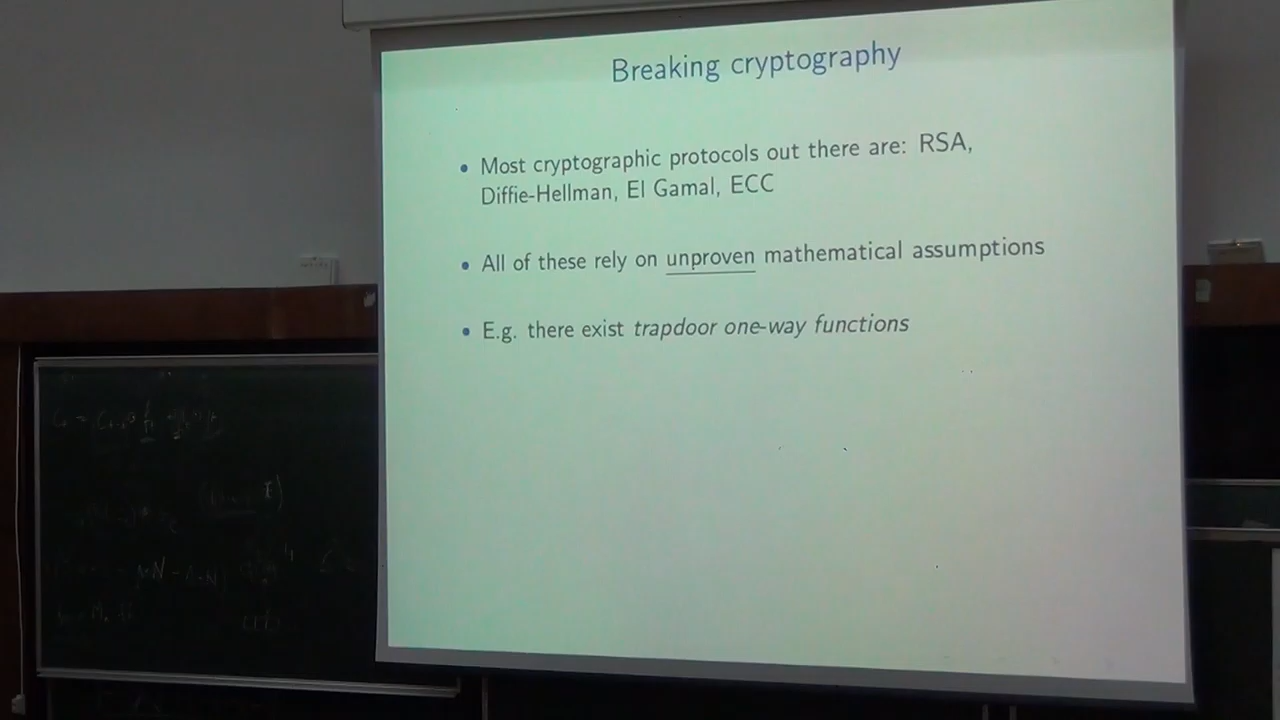 Breaking cryptography
• Most cryptographic protocols out there are: RSA,
Diffie-Hellman, El Gamal, ECC
• All of these rely on unproven mathematical assumptions
• E.g. there exist trapdoor one-way functions